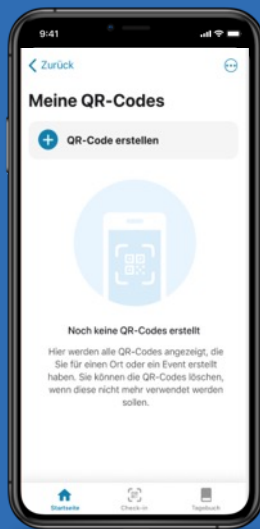 9:41
Zurück
Meine QR-Codes
QR-Code erstellen
Noch keine QR-Codes erstellt
Hier werden alle QR-Codes angezeigt, die
Sie für einen Ort oder ein Event erstellt
haben. Sie können die QR-Codes löschen,
wenn diese nicht mehr verwendet werden
sollen.
Startseite Check-in Tagebuch